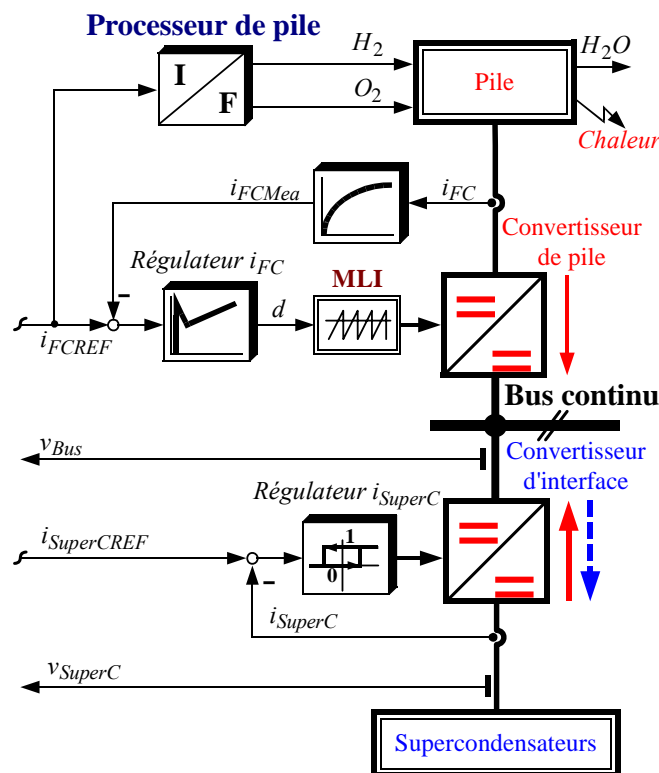 Processeur de pile
H2
H2O
I
F
O2
Pile
Chaleur
iFCMea
iFC
Convertisseur
de pile
Régulateur iFC
MLI
d
iFCREF
Bus continu
vBus
Convertisseur
d'interface
Régulateur iSuperC
iSuperCREF
1
0
iSuperC
vSuperC
Supercondensateurs